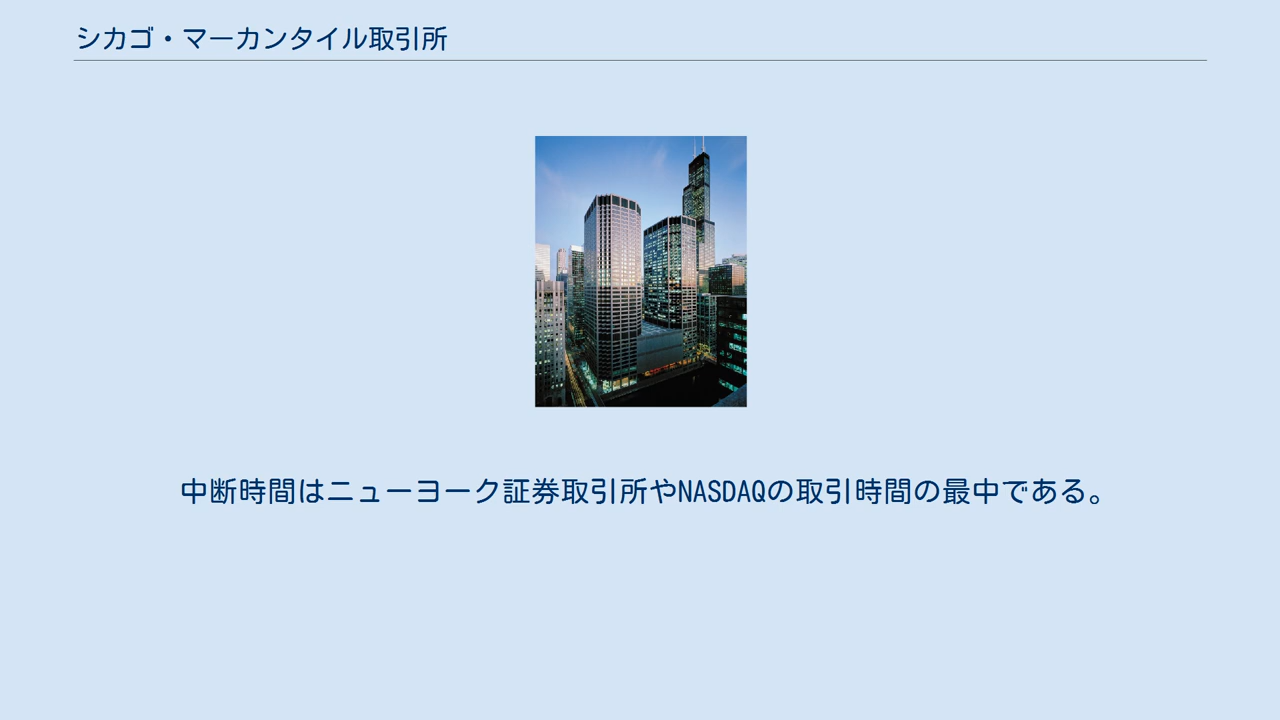 シカゴ・マーカンタイル取引所
中断時間はニューヨーク証券取引所やNASDAQの取引時間の最中である。